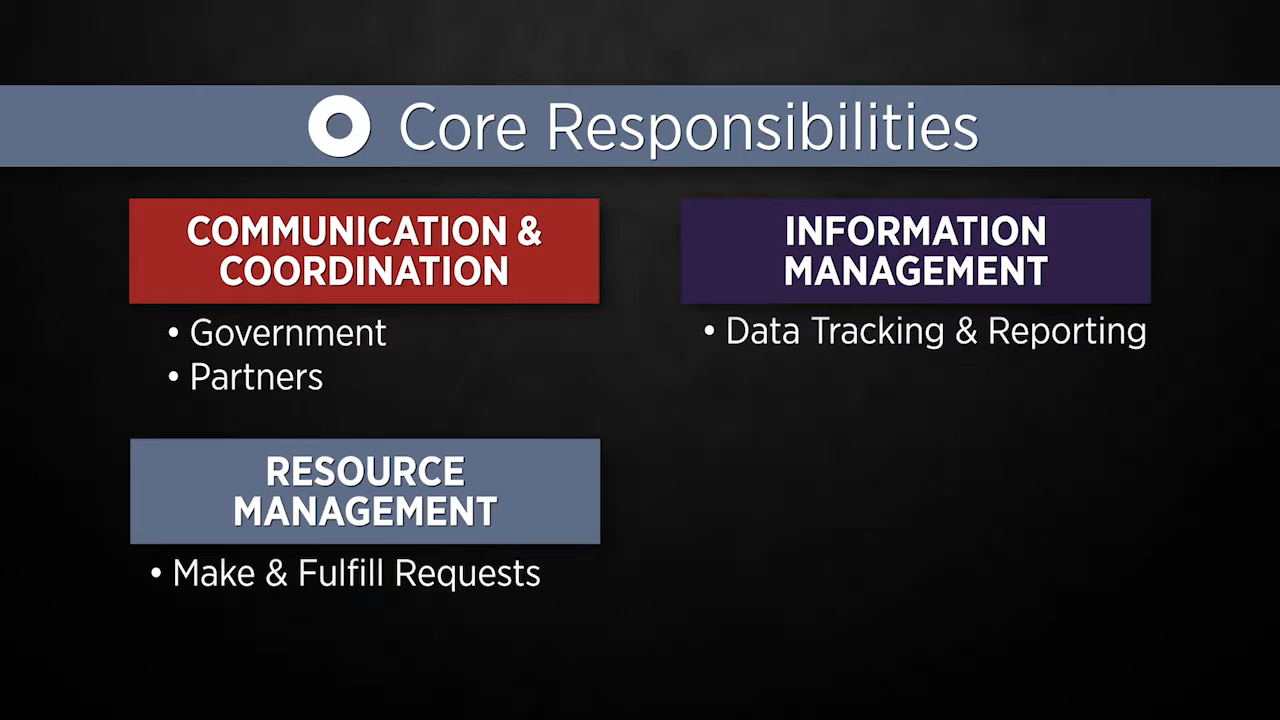 Core Responsibilities
COMMUNICATION &
COORDINATION
• Government
• Partners
INFORMATION
MANAGEMENT
• Data Tracking & Reporting
RESOURCE
MANAGEMENT
• Make & Fulfill Requests